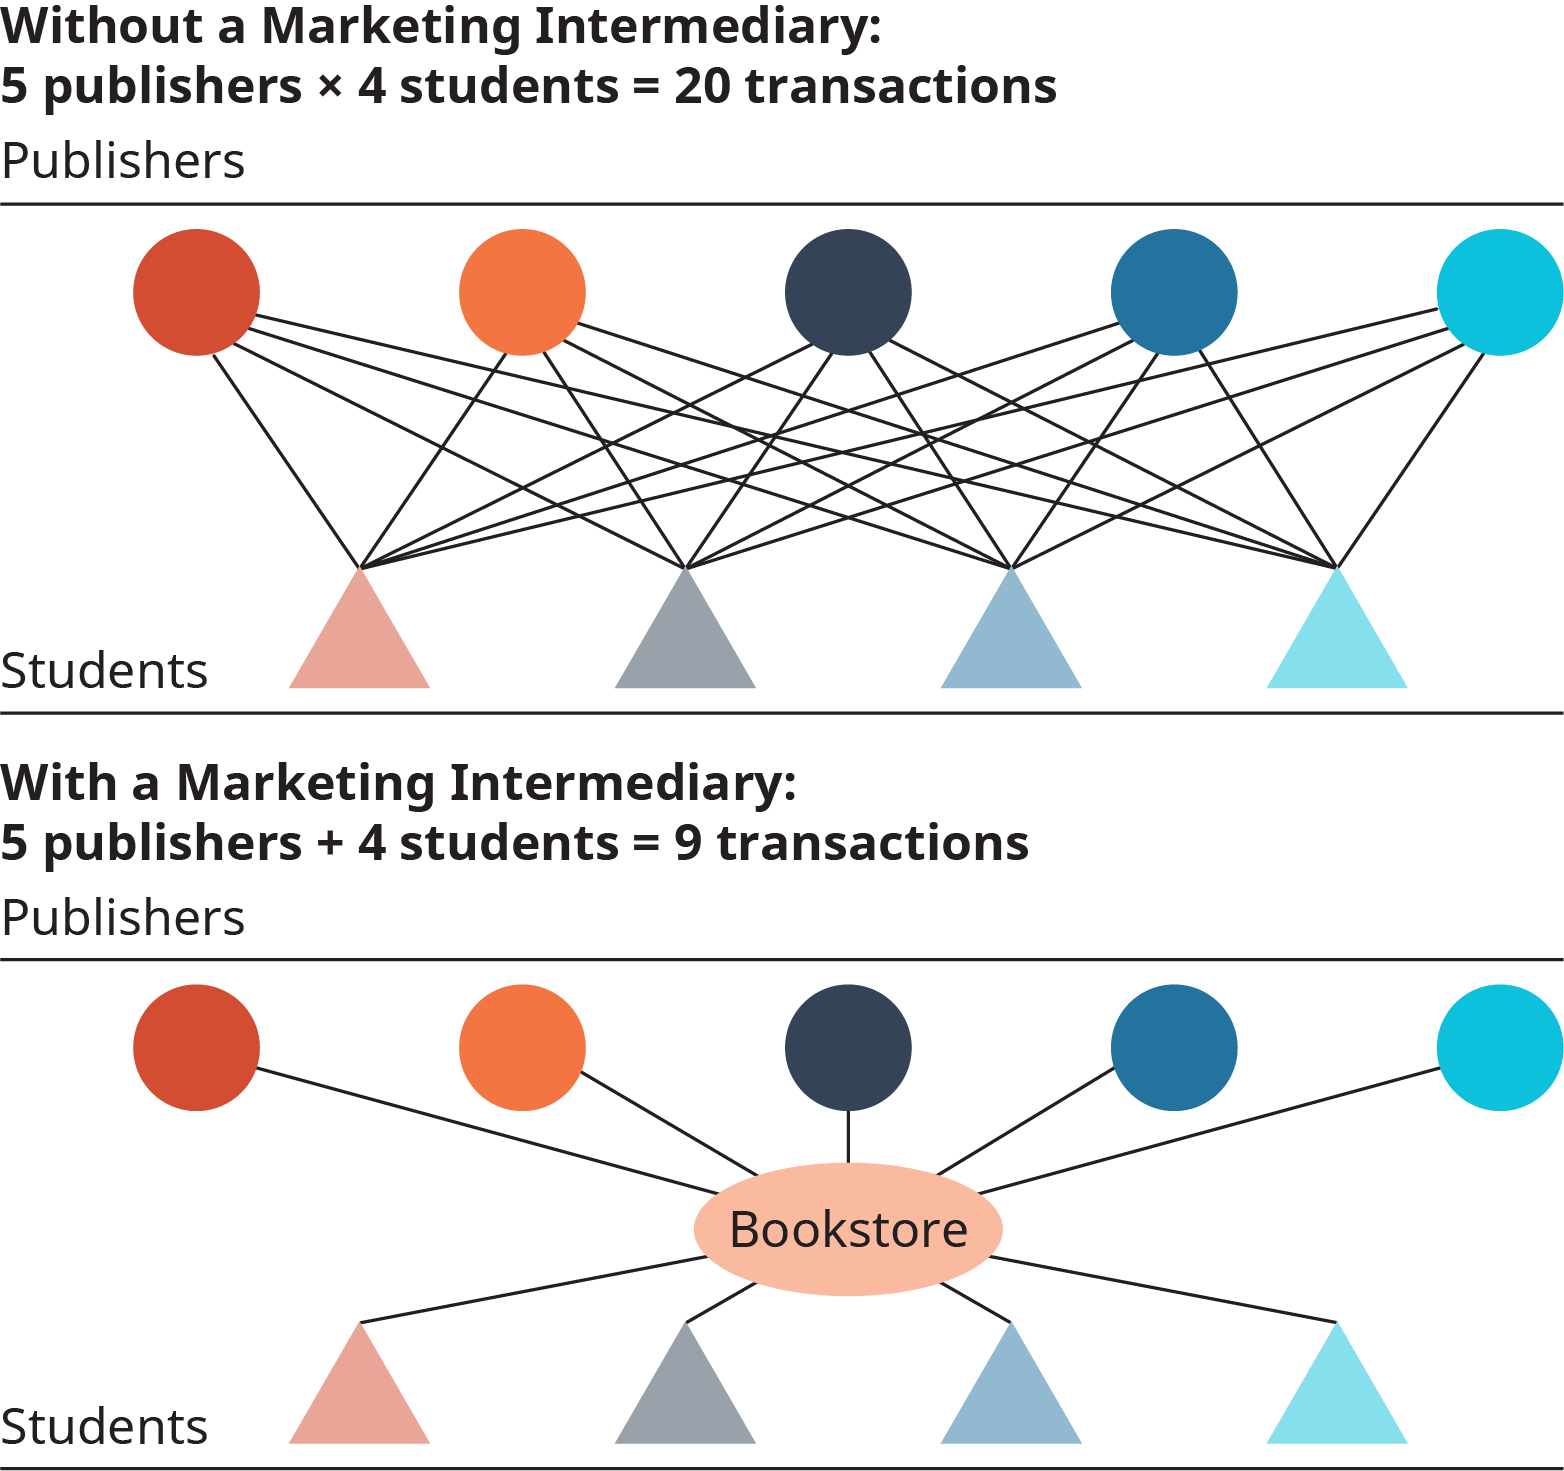 Without a Marketing Intermediary:
5 publishers × 4 students = 20 transactions
Publishers
Students
With a Marketing Intermediary:
5 publishers + 4 students = 9 transactions
Publishers
Bookstore
Students